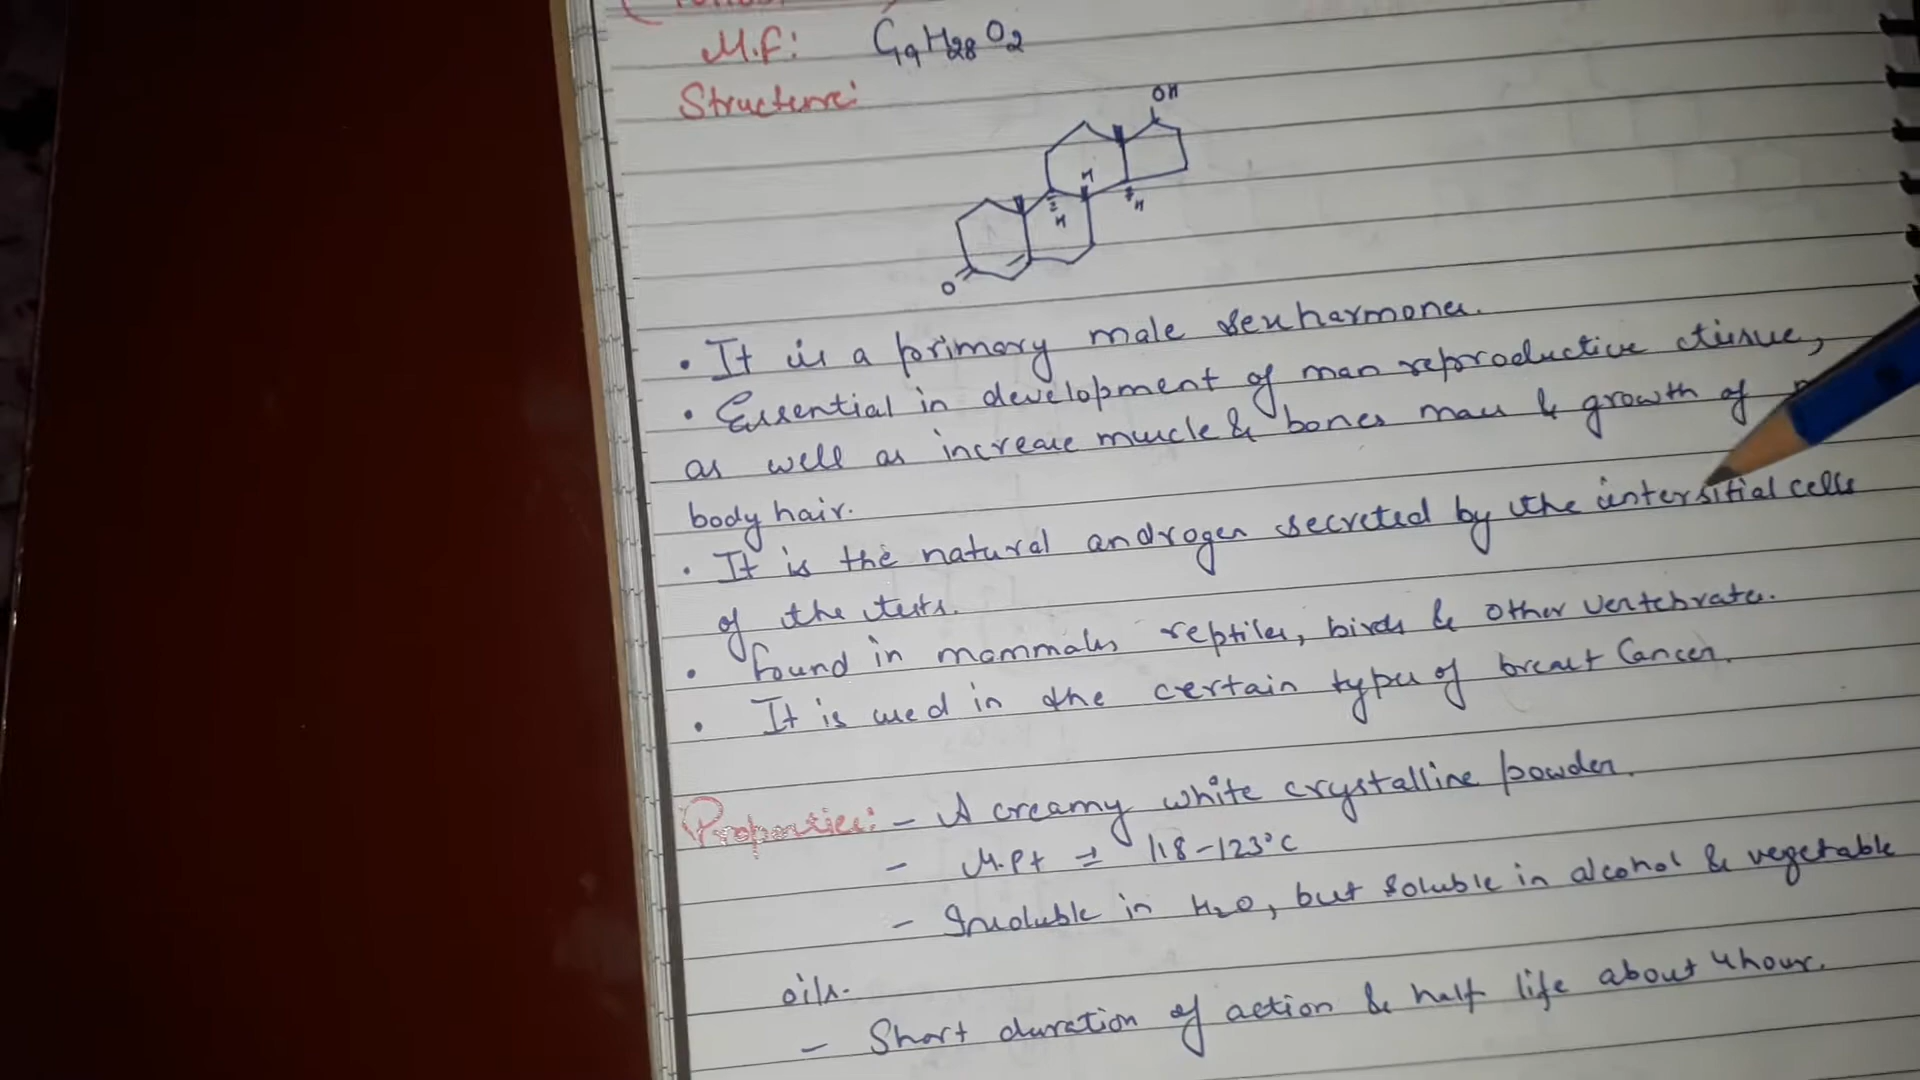 M.F: C19H28O2
Structure:
OH
H
H
H
O
• It is a primary male sex harmones.
• Essential in development of man reproductive tissue,
as well as increase muscle & bones mass & growth of
body hair.
• It is the natural androgen secreted by the intersitial cells
of the tests.
• Found in mammals reptiles, birds & other vertebrates.
• It is used in the certain types of breast Cancer.
Properties: - A creamy white crystalline powder.
- M.Pt = 118-123°C
- Insoluble in H2O, but soluble in alcohol & vegetable
oils.
- Short duration of action & half life about 4 hour.